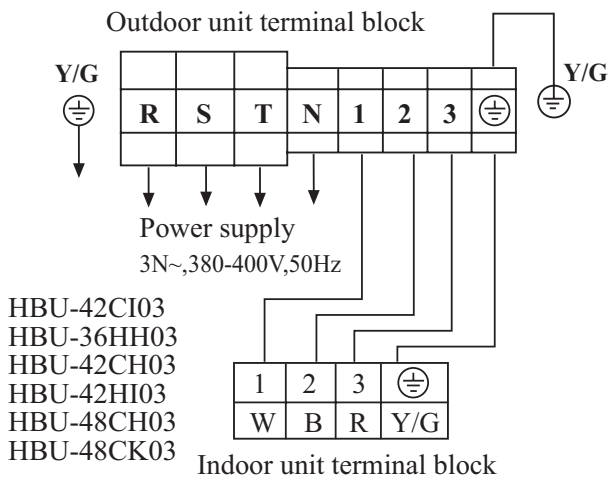 Outdoor unit terminal block
Y/G
Y/G
R S T N 1 2 3
Power supply
3N~,380-400V,50Hz
HBU-42CI03
HBU-36HH03
HBU-42CH03
HBU-42HI03
HBU-48CH03
HBU-48CK03
1 2 3
W B R Y/G
Indoor unit terminal block